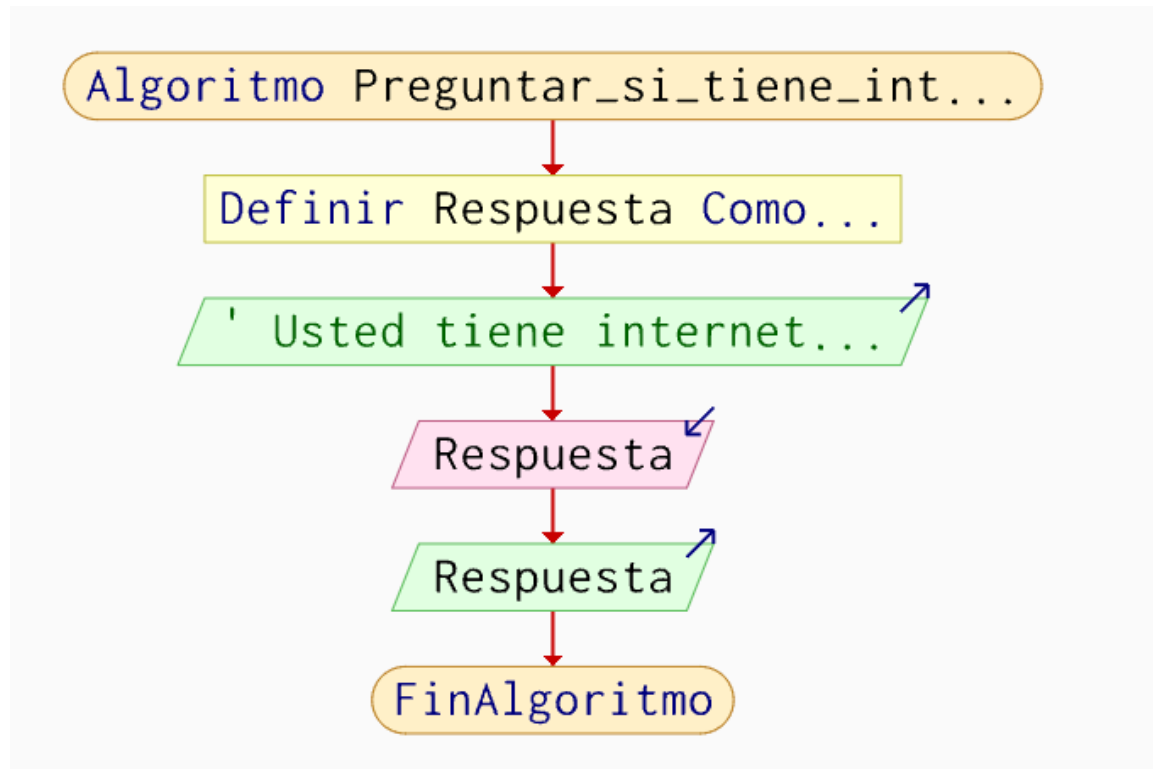 Algoritmo Preguntar_si_tiene_int...
Definir Respuesta Como...
' Usted tiene internet...
Respuesta
Respuesta
FinAlgoritmo